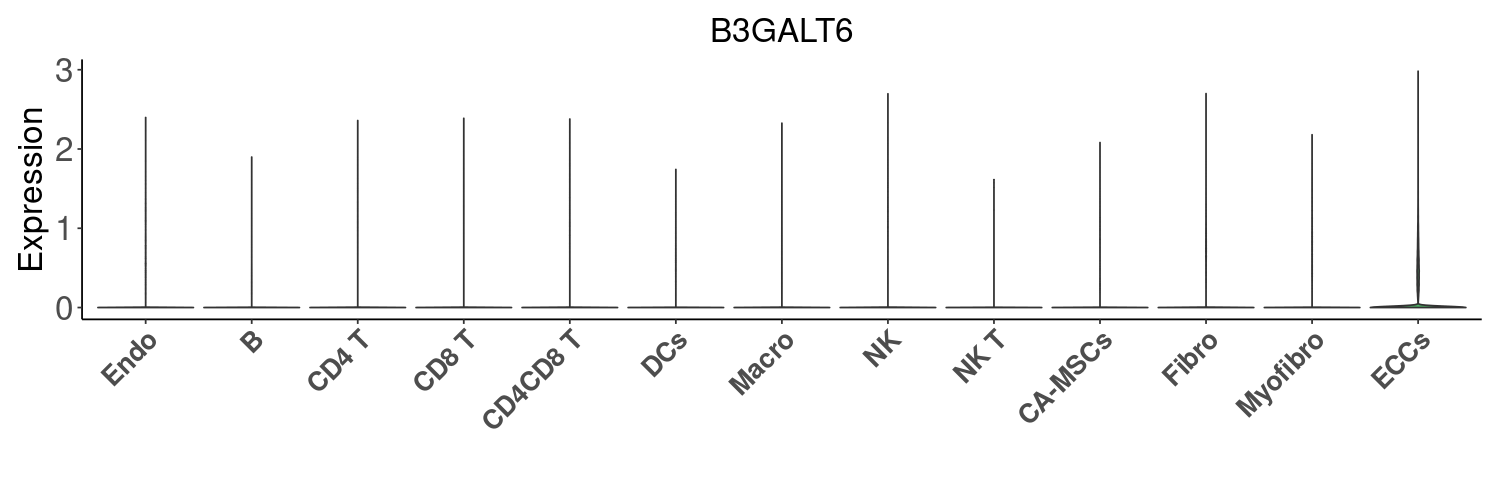 B3GALT6
Expression
3
2
1
0
Endo
B
CD4 T
CD8 T
CD4CD8 T
DCs
Macro
NK
NK T
CA-MSCs
Fibro
Myofibro
ECCs